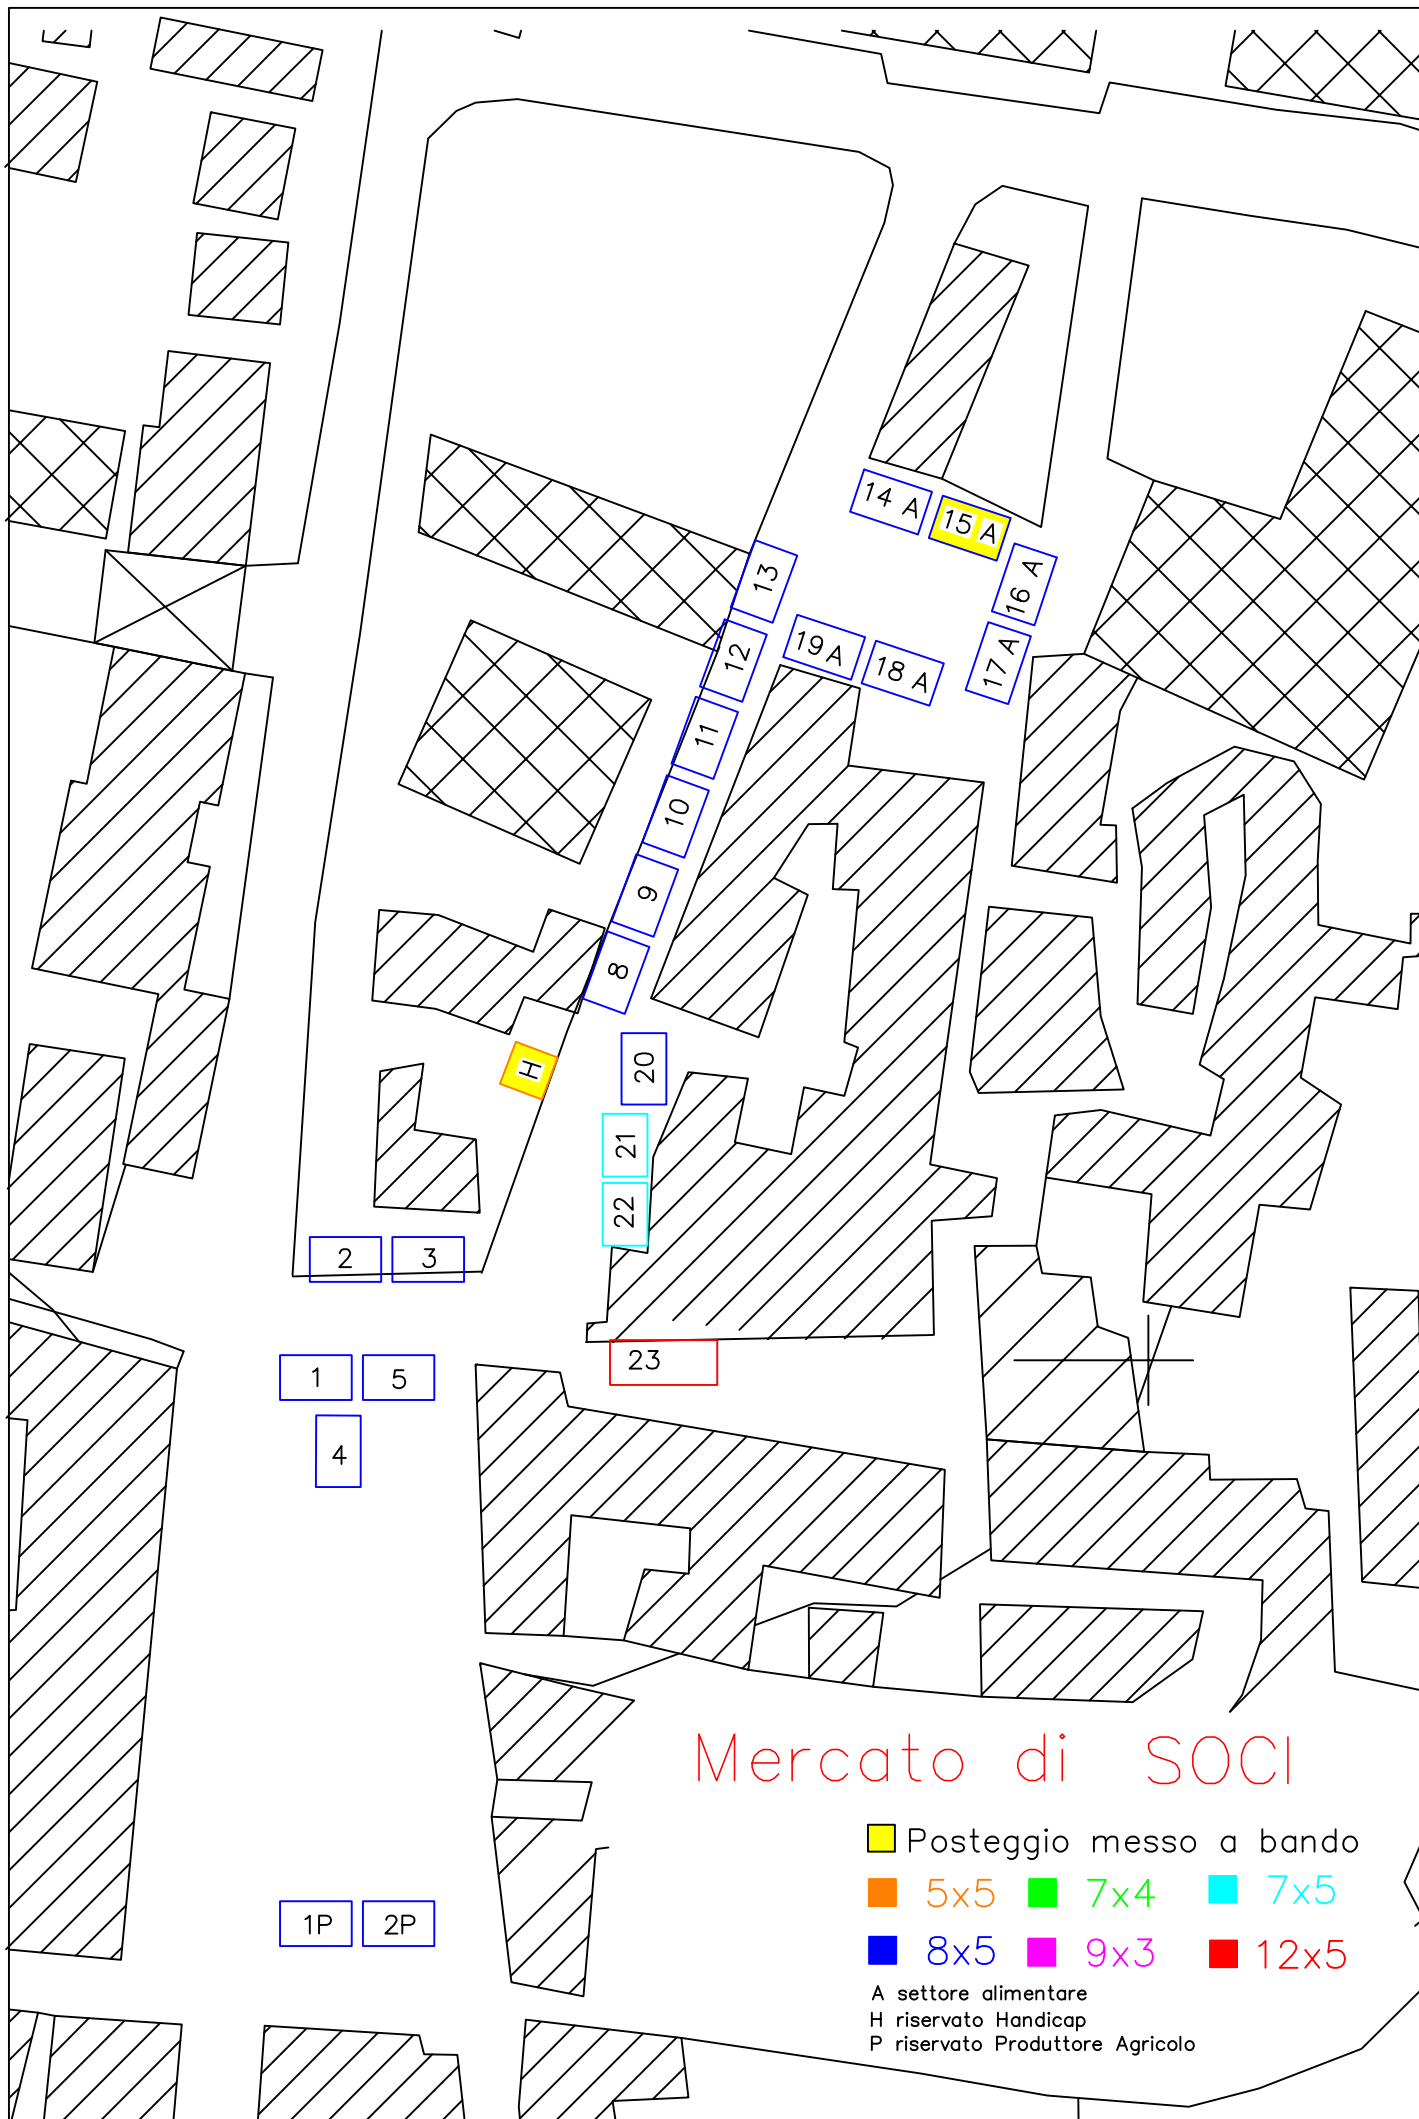 14 A
15 A
13
16 A
12
19 A
18 A
17 A
11
10
9
8
H
20
21
22
2
3
23
1
5
4
Mercato di SOCI
Posteggio messo a bando
5x5
7x4
7x5
1P
2P
8x5
9x3
12x5
A settore alimentare
H riservato Handicap
P riservato Produttore Agricolo